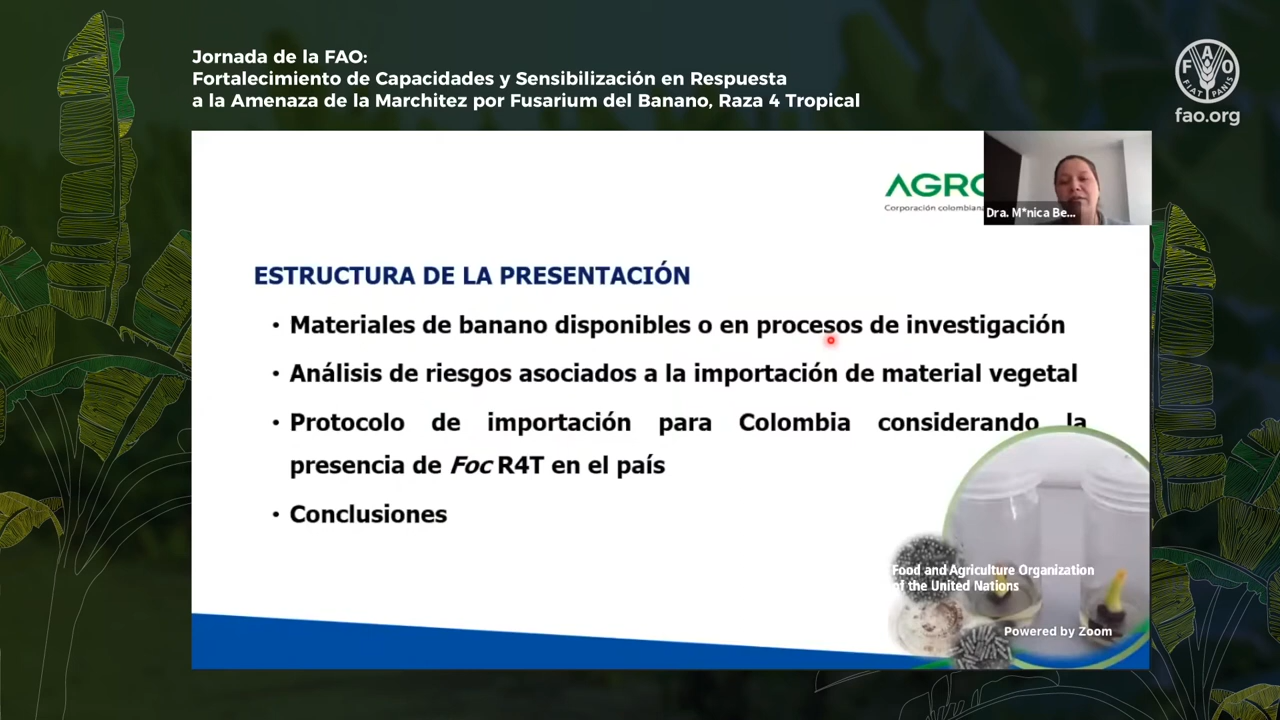 Jornada de la FAO:
Fortalecimiento de Capacidades y Sensibilización en Respuesta
a la Amenaza de la Marchitez por Fusarium del Banano, Raza 4 Tropical
F A O
FIAT PANIS
fao.org
AGRO
Corporación colombiana
Dra. M*nica Be...
ESTRUCTURA DE LA PRESENTACIÓN
• Materiales de banano disponibles o en procesos de investigación
• Análisis de riesgos asociados a la importación de material vegetal
• Protocolo de importación para Colombia considerando la
presencia de Foc R4T en el país
• Conclusiones
Food and Agriculture Organization
of the United Nations
Powered by Zoom